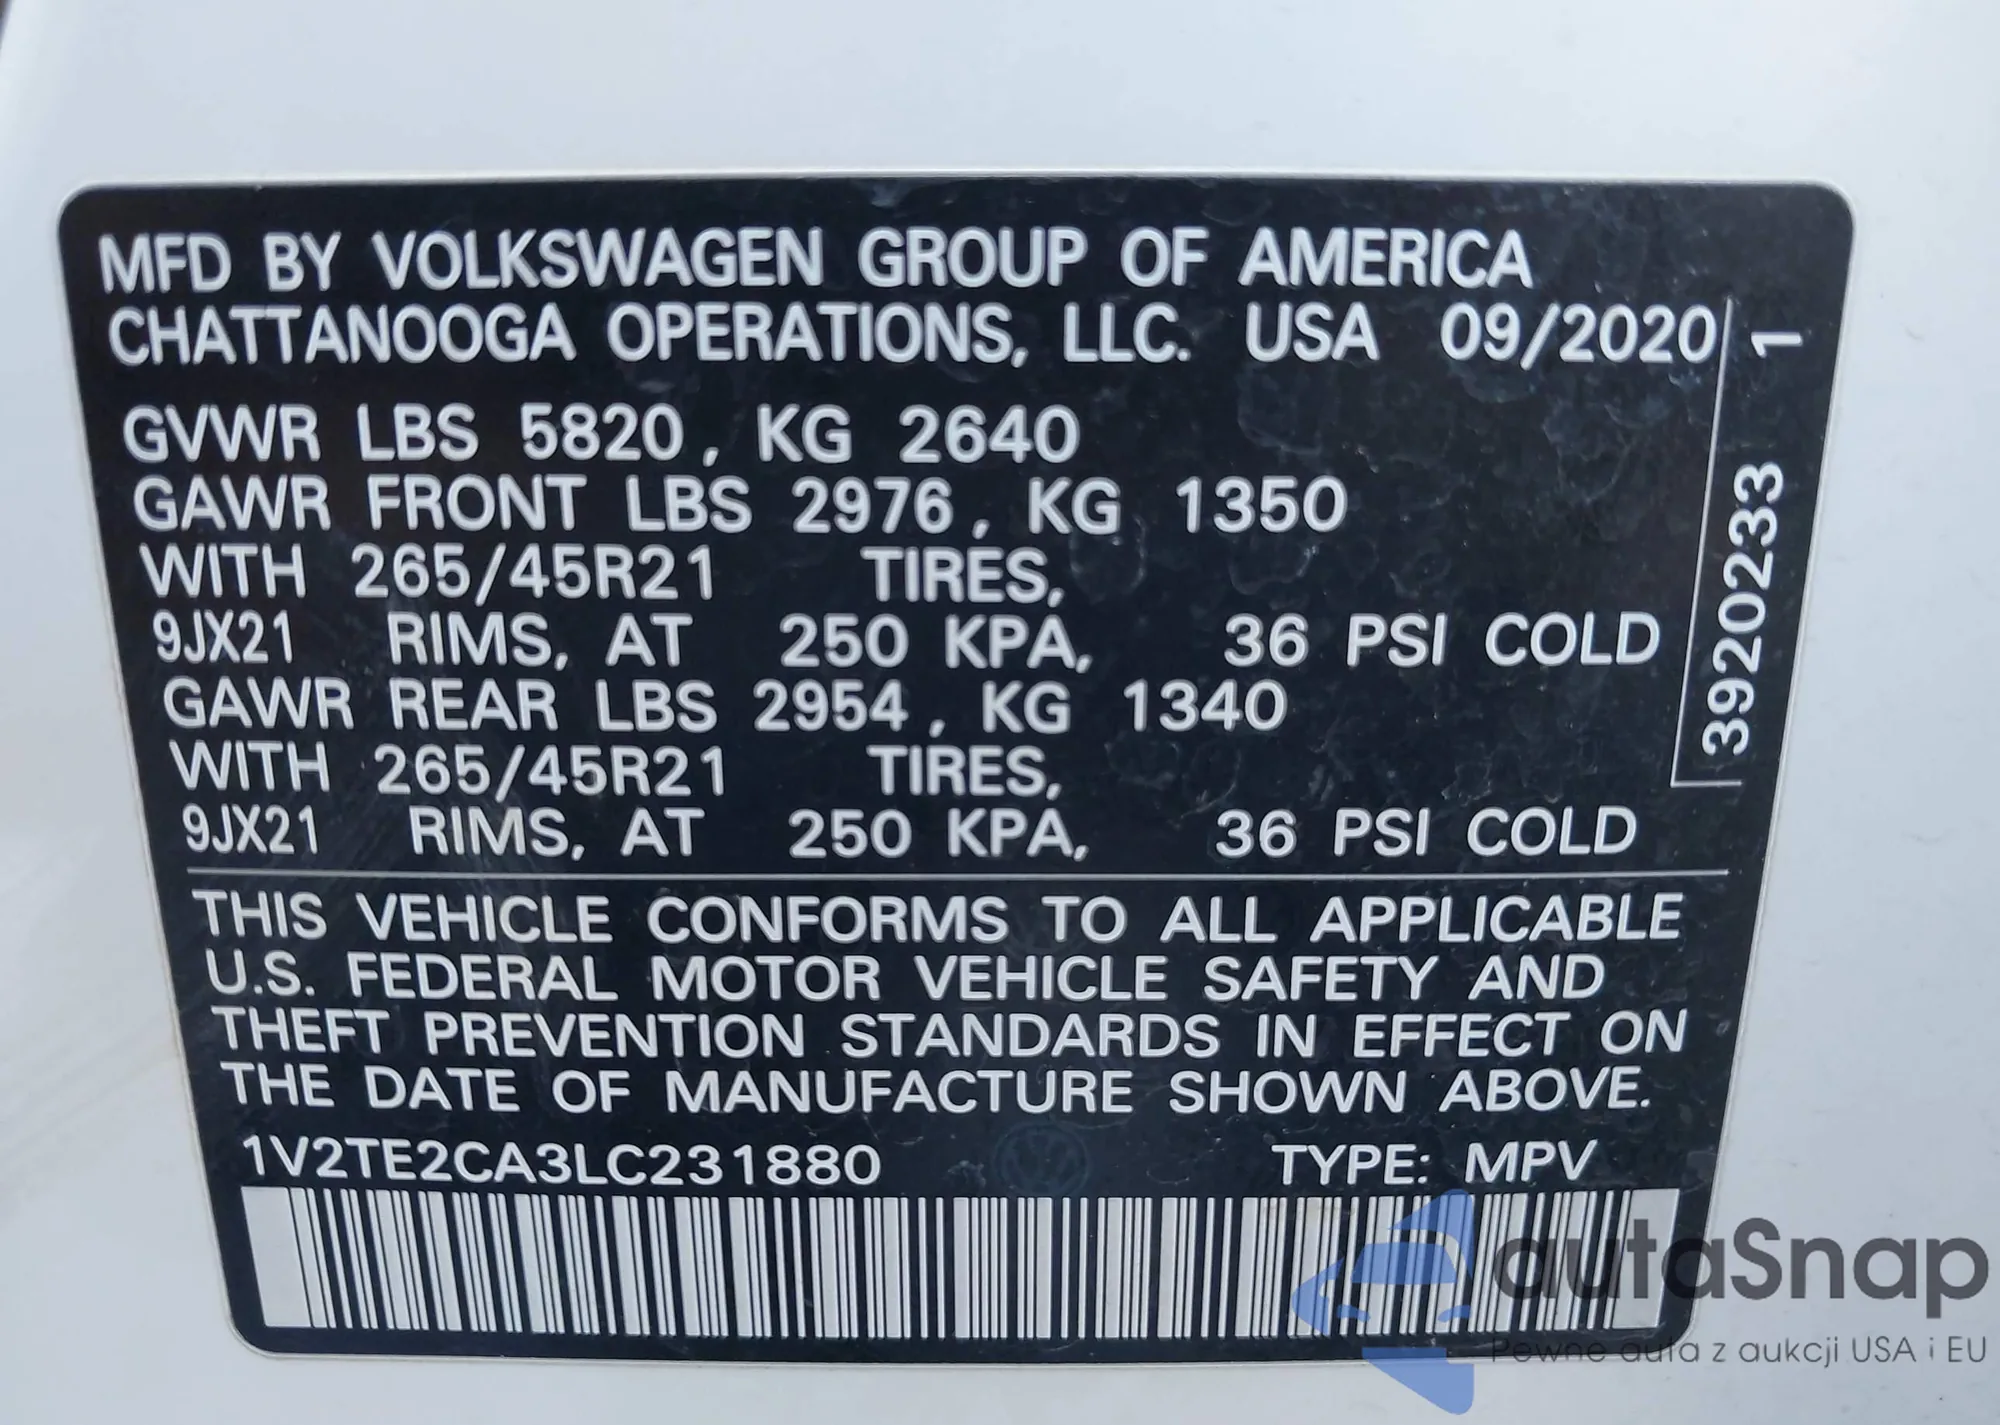 MFD BY VOLKSWAGEN GROUP OF AMERICA
CHATTANOOGA OPERATIONS, LLC. USA 09/2020
GVWR LBS 5820, KG 2640
GAWR FRONT LBS 2976, KG 1350
WITH 265/45R21 TIRES,
9JX21 RIMS, AT 250 KPA, 36 PSI COLD
GAWR REAR LBS 2954, KG 1340
WITH 265/45R21 TIRES,
9JX21 RIMS, AT 250 KPA, 36 PSI COLD
3920233 1
THIS VEHICLE CONFORMS TO ALL APPLICABLE
U.S. FEDERAL MOTOR VEHICLE SAFETY AND
THEFT PREVENTION STANDARDS IN EFFECT ON
THE DATE OF MANUFACTURE SHOWN ABOVE.
1V2TE2CA3LC231880 TYPE: MPV
autaSnap
Pewne auta z aukcji USA i EU